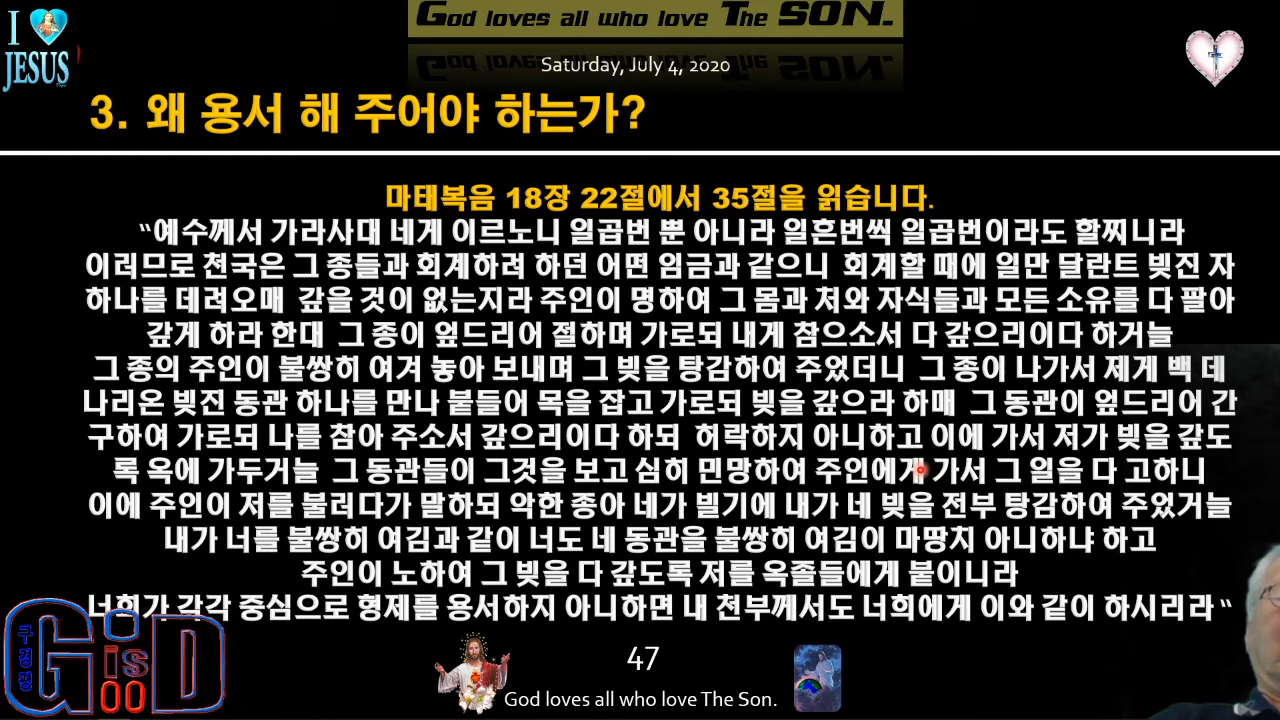 I
JESUS
God loves all who love The SON.
Saturday, July 4, 2020
3. 왜 용서 해 주어야 하는가?
마태복음 18장 22절에서 35절을 읽습니다.
“예수께서 가라사대 네게 이르노니 일곱번 뿐 아니라 일흔번씩 일곱번이라도 할찌니라
이러므로 천국은 그 종들과 회계하려 하던 어떤 임금과 같으니 회계할 때에 일만 달란트 빚진 자
하나를 데려오매 갚을 것이 없는지라 주인이 명하여 그 몸과 처와 자식들과 모든 소유를 다 팔아
갚게 하라 한대 그 종이 엎드리어 절하며 가로되 내게 참으소서 다 갚으리이다 하거늘
그 종의 주인이 불쌍히 여겨 놓아 보내며 그 빚을 탕감하여 주었더니 그 종이 나가서 제게 백 데
나리온 빚진 동관 하나를 만나 붙들어 목을 잡고 가로되 빚을 갚으라 하매 그 동관이 엎드리어 간
구하여 가로되 나를 참아 주소서 갚으리이다 하되 허락하지 아니하고 이에 가서 저가 빚을 갚도
록 옥에 가두거늘 그 동관들이 그것을 보고 심히 민망하여 주인에게 가서 그 일을 다 고하니
이에 주인이 저를 불러다가 말하되 악한 종아 네가 빌기에 내가 네 빚을 전부 탕감하여 주었거늘
내가 너를 불쌍히 여김과 같이 너도 네 동관을 불쌍히 여김이 마땅치 아니하냐 하고
주인이 노하여 그 빚을 다 갚도록 저를 옥졸들에게 붙이니라
너희가 각각 중심으로 형제를 용서하지 아니하면 내 천부께서도 너희에게 이와 같이 하시리라“
GisD
47
God loves all who love The Son.